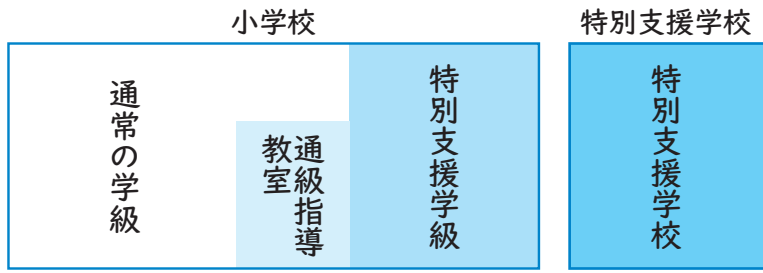 小学校
特別支援学校
通常の学級
通級指導
教室
特別支援学級
特別支援学校